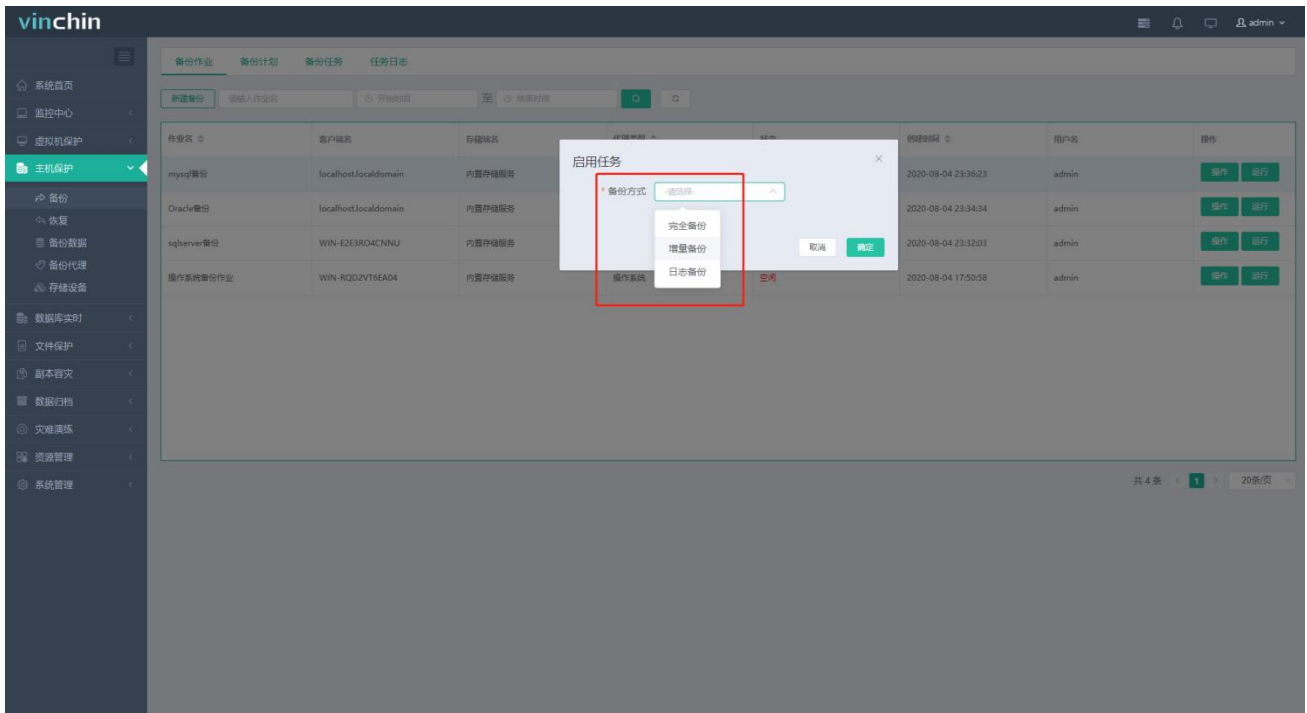 vinchin
admin
系统首页
监控中心
虚拟机保护
主机保护
备份
恢复
备份数据
备份代理
存储设备
数据库实时
文件保护
副本容灾
数据归档
灾难演练
资源管理
系统管理
备份作业 备份计划 备份任务 任务日志
新建备份 请输入作业名 开始时间 至 结束时间
作业名 客户端名 存储端名 状态 创建时间 用户名 操作
mysql备份 localhost.localdomain 内置存储服务 2020-08-04 23:36:23 admin 操作 运行
Oracle备份 localhost.localdomain 内置存储服务 2020-08-04 23:34:34 admin 操作 运行
sqlserver备份 WIN-E2E3RO4CNNU 内置存储服务 2020-08-04 23:32:03 admin 操作 运行
操作系统备份作业 WIN-RQD2VT6EA04 内置存储服务 操作系统 空闲 2020-08-04 17:50:58 admin 操作 运行
启用任务
* 备份方式 -请选择-
完全备份
增量备份
日志备份
取消 确定
共 4 条 1 20条/页